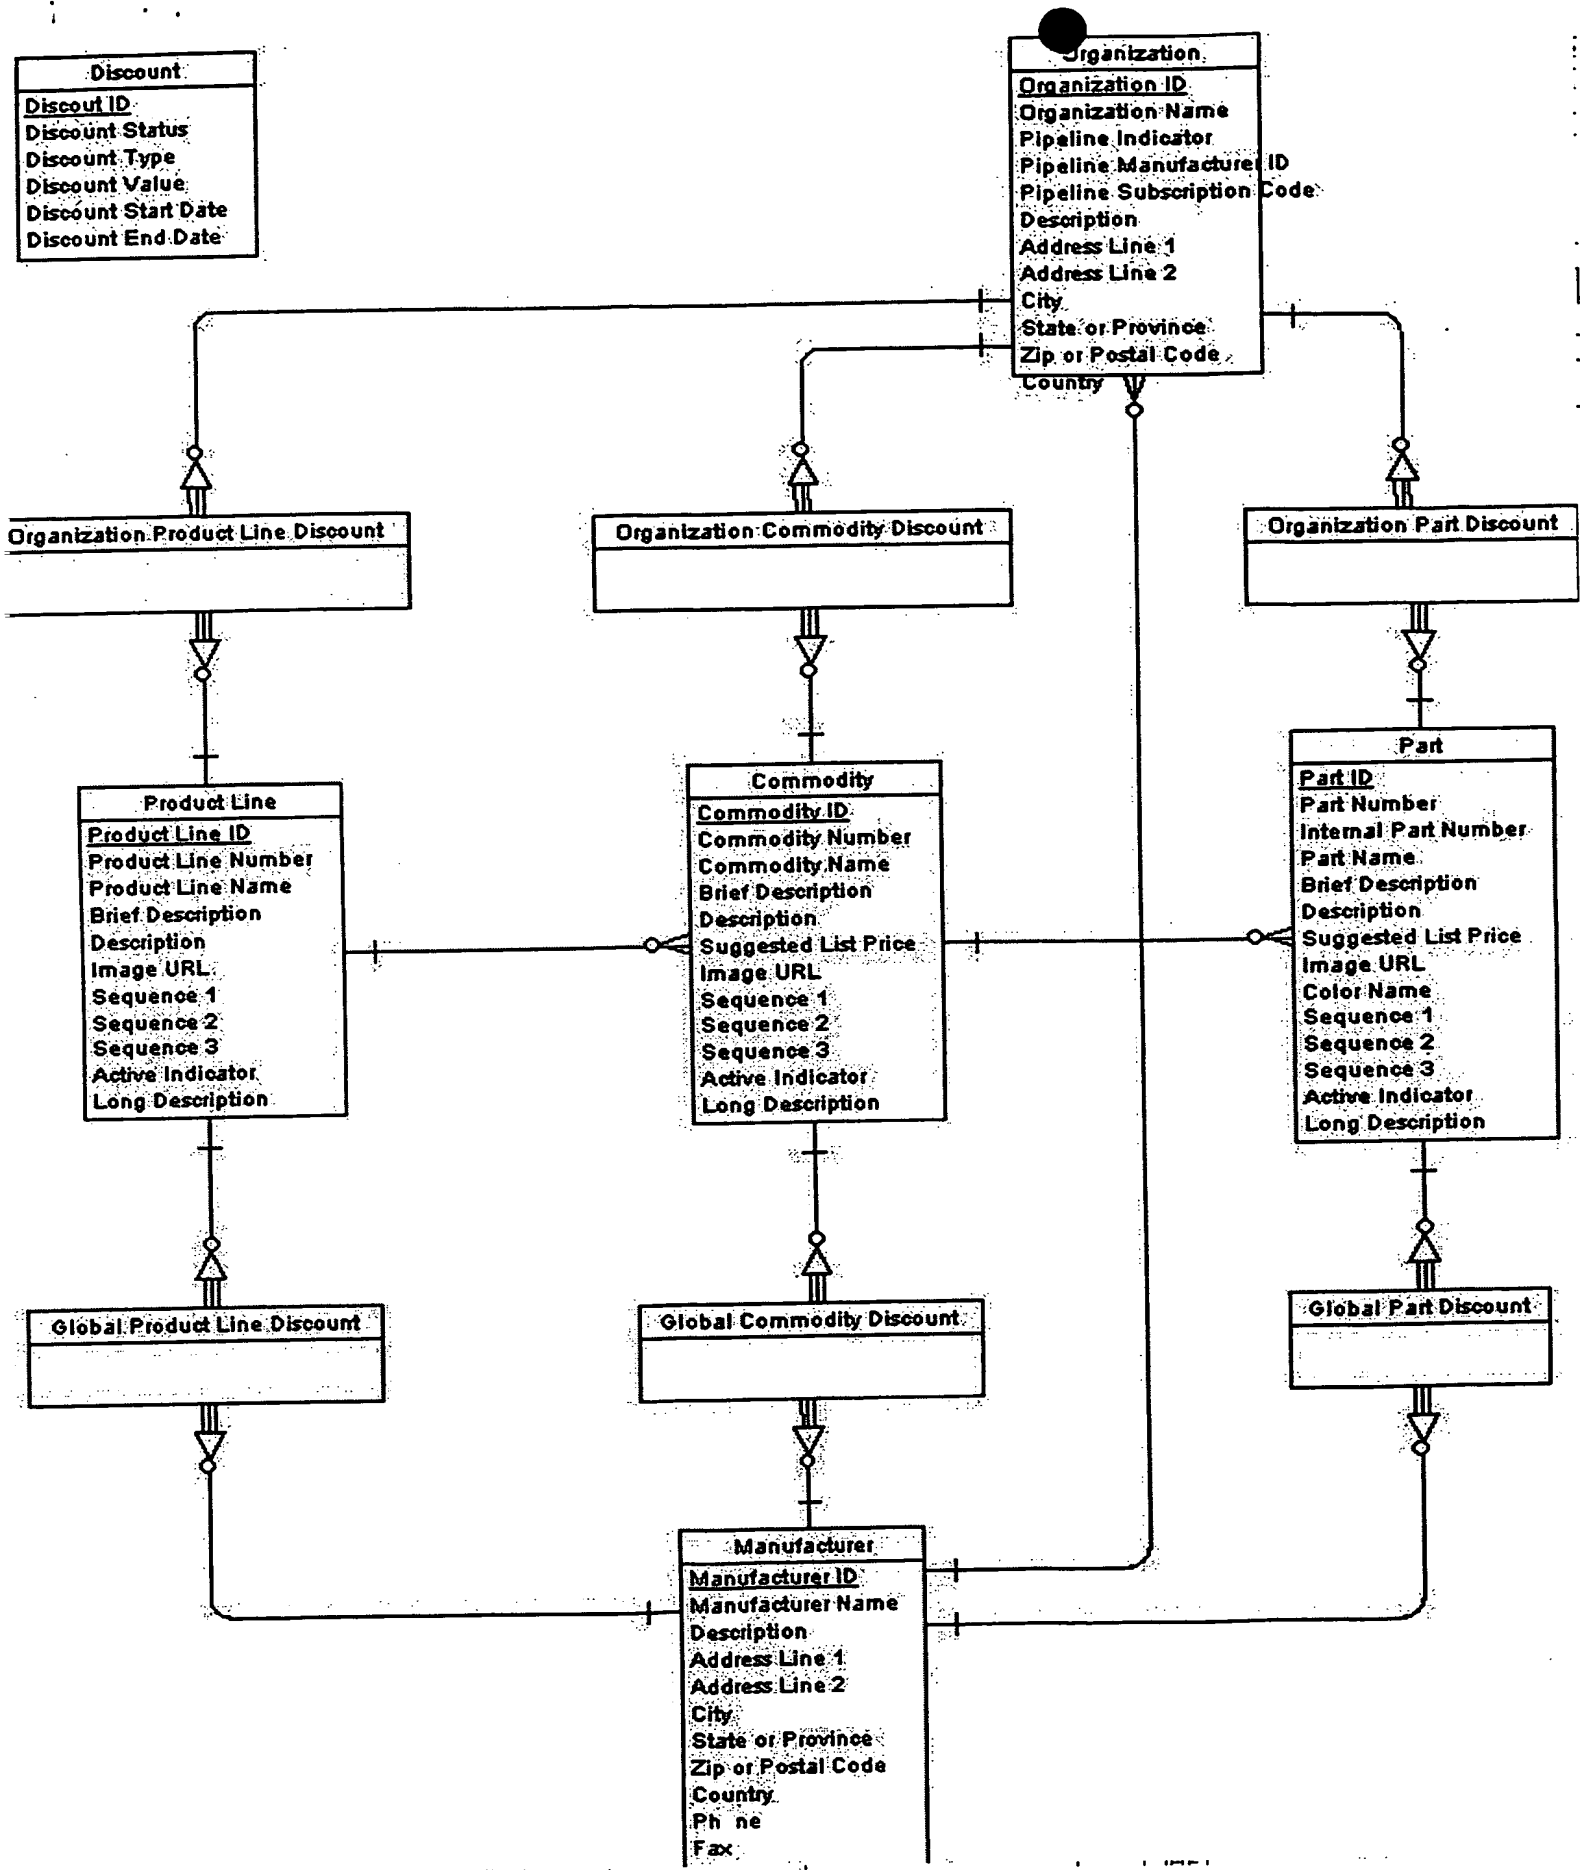 Discount
Discout ID
Discount Status
Discount Type
Discount Value
Discount Start Date
Discount End Date
rganization
Organization ID
Organization Name
Pipeline Indicator
Pipeline Manufacturer ID
Pipeline Subscription Code
Description
Address Line 1
Address Line 2
City
State or Province
Zip or Postal Code
Country
Organization Product Line Discount
Organization Commodity Discount
Organization Part Discount
Product Line
Product Line ID
Product Line Number
Product Line Name
Brief Description
Description
Image URL
Sequence 1
Sequence 2
Sequence 3
Active Indicator
Long Description
Commodity
Commodity ID
Commodity Number
Commodity Name
Brief Description
Description
Suggested List Price
Image URL
Sequence 1
Sequence 2
Sequence 3
Active Indicator
Long Description
Part
Part ID
Part Number
Internal Part Number
Part Name
Brief Description
Description
Suggested List Price
Image URL
Color Name
Sequence 1
Sequence 2
Sequence 3
Active Indicator
Long Description
Global Product Line Discount
Global Commodity Discount
Global Part Discount
Manufacturer
Manufacturer ID
Manufacturer Name
Description
Address Line 1
Address Line 2
City
State or Province
Zip or Postal Code
Country
Ph ne
Fax